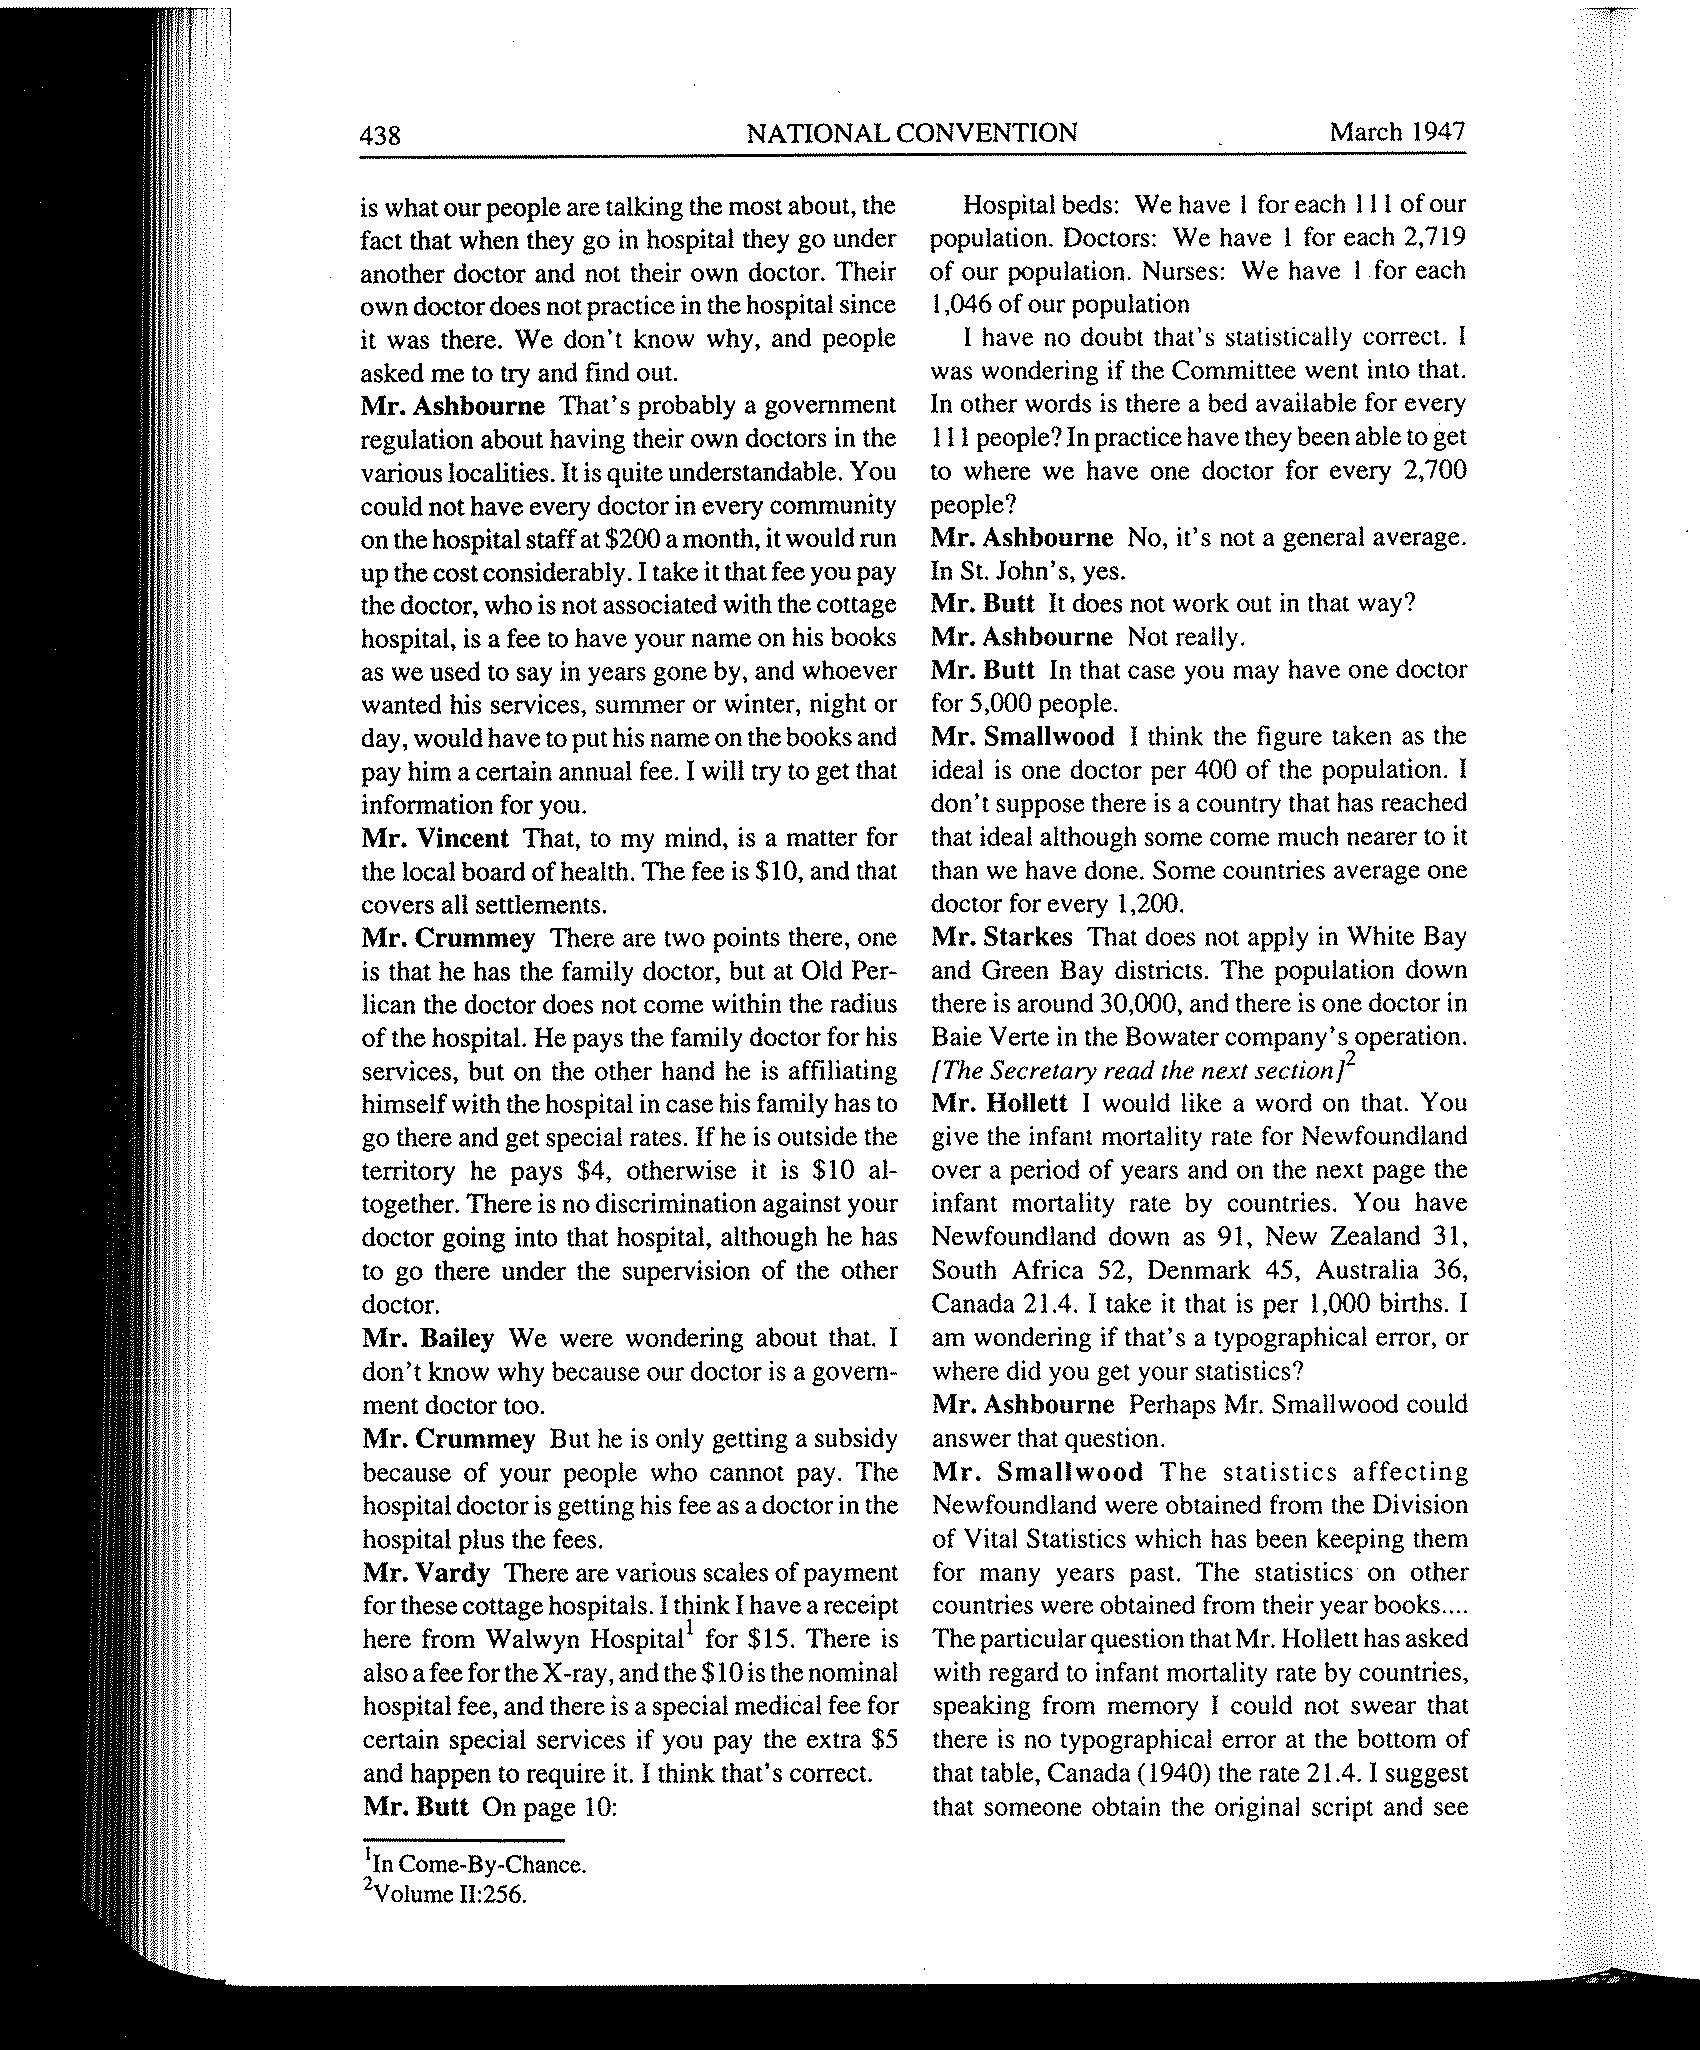 438 NATIONAL CONVENTION March 1947
is what our people are talking the most about, the
fact that when they go in hospital they go under
another doctor and not their own doctor. Their
own doctor does not practice in the hospital since
it was there. We don't know why, and people
asked me to try and find out.
Mr. Ashbourne That's probably a government
regulation about having their own doctors in the
various localities. It is quite understandable. You
could not have every doctor in every community
on the hospital staff at $200 a month, it would run
up the cost considerably. I take it that fee you pay
the doctor, who is not associated with the cottage
hospital, is a fee to have your name on his books
as we used to say in years gone by, and whoever
wanted his services, summer or winter, night or
day, would have to put his name on the books and
pay him a certain annual fee. I will try to get that
information for you.
Mr. Vincent That, to my mind, is a matter for
the local board of health. The fee is $10, and that
covers all settlements.
Mr. Crummey There are two points there, one
is that he has the family doctor, but at Old Per-
lican the doctor does not come within the radius
of the hospital. He pays the family doctor for his
services, but on the other hand he is affiliating
himself with the hospital in case his family has to
go there and get special rates. If he is outside the
territory he pays $4, otherwise it is $10 al-
together. There is no discrimination against your
doctor going into that hospital, although he has
to go there under the supervision of the other
doctor.
Mr. Bailey We were wondering about that. I
don't know why because our doctor is a govern-
ment doctor too.
Mr. Crummey But he is only getting a subsidy
because of your people who cannot pay. The
hospital doctor is getting his fee as a doctor in the
hospital plus the fees.
Mr. Vardy There are various scales of payment
for these cottage hospitals. I think I have a receipt
here from Walwyn Hospital¹ for $15. There is
also a fee for the X-ray, and the $10 is the nominal
hospital fee, and there is a special medical fee for
certain special services if you pay the extra $5
and happen to require it. I think that's correct.
Mr. Butt On page 10:
¹In Come-By-Chance.
²Volume II:256.
Hospital beds: We have 1 for each 111 of our
population. Doctors: We have 1 for each 2,719
of our population. Nurses: We have 1 for each
1,046 of our population
I have no doubt that's statistically correct. I
was wondering if the Committee went into that.
In other words is there a bed available for every
111 people? In practice have they been able to get
to where we have one doctor for every 2,700
people?
Mr. Ashbourne No, it's not a general average.
In St. John's, yes.
Mr. Butt It does not work out in that way?
Mr. Ashbourne Not really.
Mr. Butt In that case you may have one doctor
for 5,000 people.
Mr. Smallwood I think the figure taken as the
ideal is one doctor per 400 of the population. I
don't suppose there is a country that has reached
that ideal although some come much nearer to it
than we have done. Some countries average one
doctor for every 1,200.
Mr. Starkes That does not apply in White Bay
and Green Bay districts. The population down
there is around 30,000, and there is one doctor in
Baie Verte in the Bowater company's operation.
[The Secretary read the next section]²
Mr. Hollett I would like a word on that. You
give the infant mortality rate for Newfoundland
over a period of years and on the next page the
infant mortality rate by countries. You have
Newfoundland down as 91, New Zealand 31,
South Africa 52, Denmark 45, Australia 36,
Canada 21.4. I take it that is per 1,000 births. I
am wondering if that's a typographical error, or
where did you get your statistics?
Mr. Ashbourne Perhaps Mr. Smallwood could
answer that question.
Mr. Smallwood The statistics affecting
Newfoundland were obtained from the Division
of Vital Statistics which has been keeping them
for many years past. The statistics on other
countries were obtained from their year books....
The particular question that Mr. Hollett has asked
with regard to infant mortality rate by countries,
speaking from memory I could not swear that
there is no typographical error at the bottom of
that table, Canada (1940) the rate 21.4. I suggest
that someone obtain the original script and see